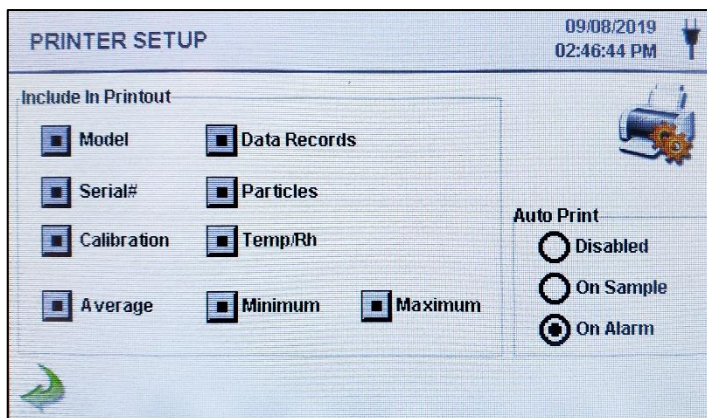 PRINTER SETUP
09/08/2019
02:46:44 PM
Include In Printout
Model
Data Records
Serial#
Particles
Calibration
Temp/Rh
Average
Minimum
Maximum
Auto Print
Disabled
On Sample
On Alarm